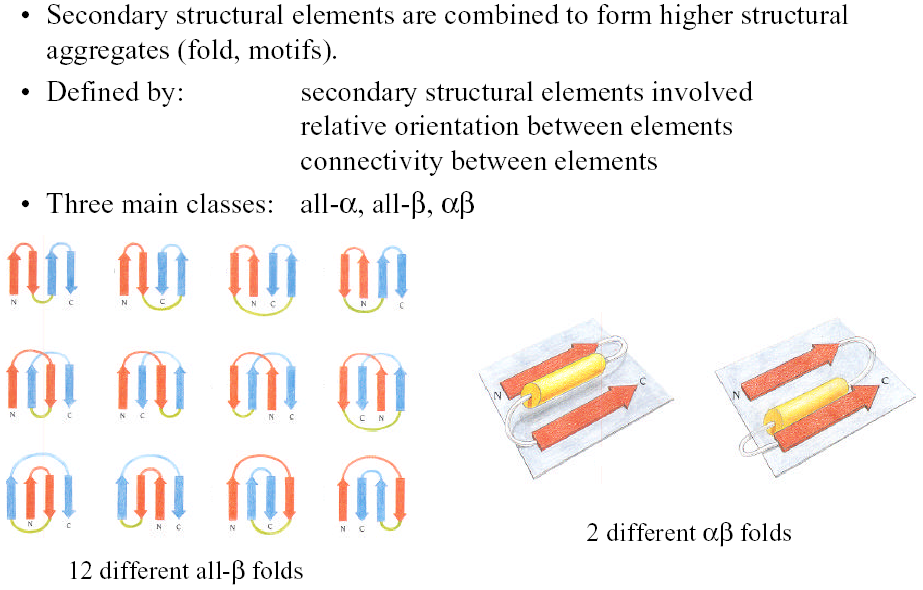 • Secondary structural elements are combined to form higher structural
aggregates (fold, motifs).
• Defined by: secondary structural elements involved
relative orientation between elements
connectivity between elements
• Three main classes: all-α, all-β, αβ
N C
N C
N C
N C
N C
N C
N C
C N
N C
N C
N C
N C
12 different all-β folds
N C
N C
2 different αβ folds